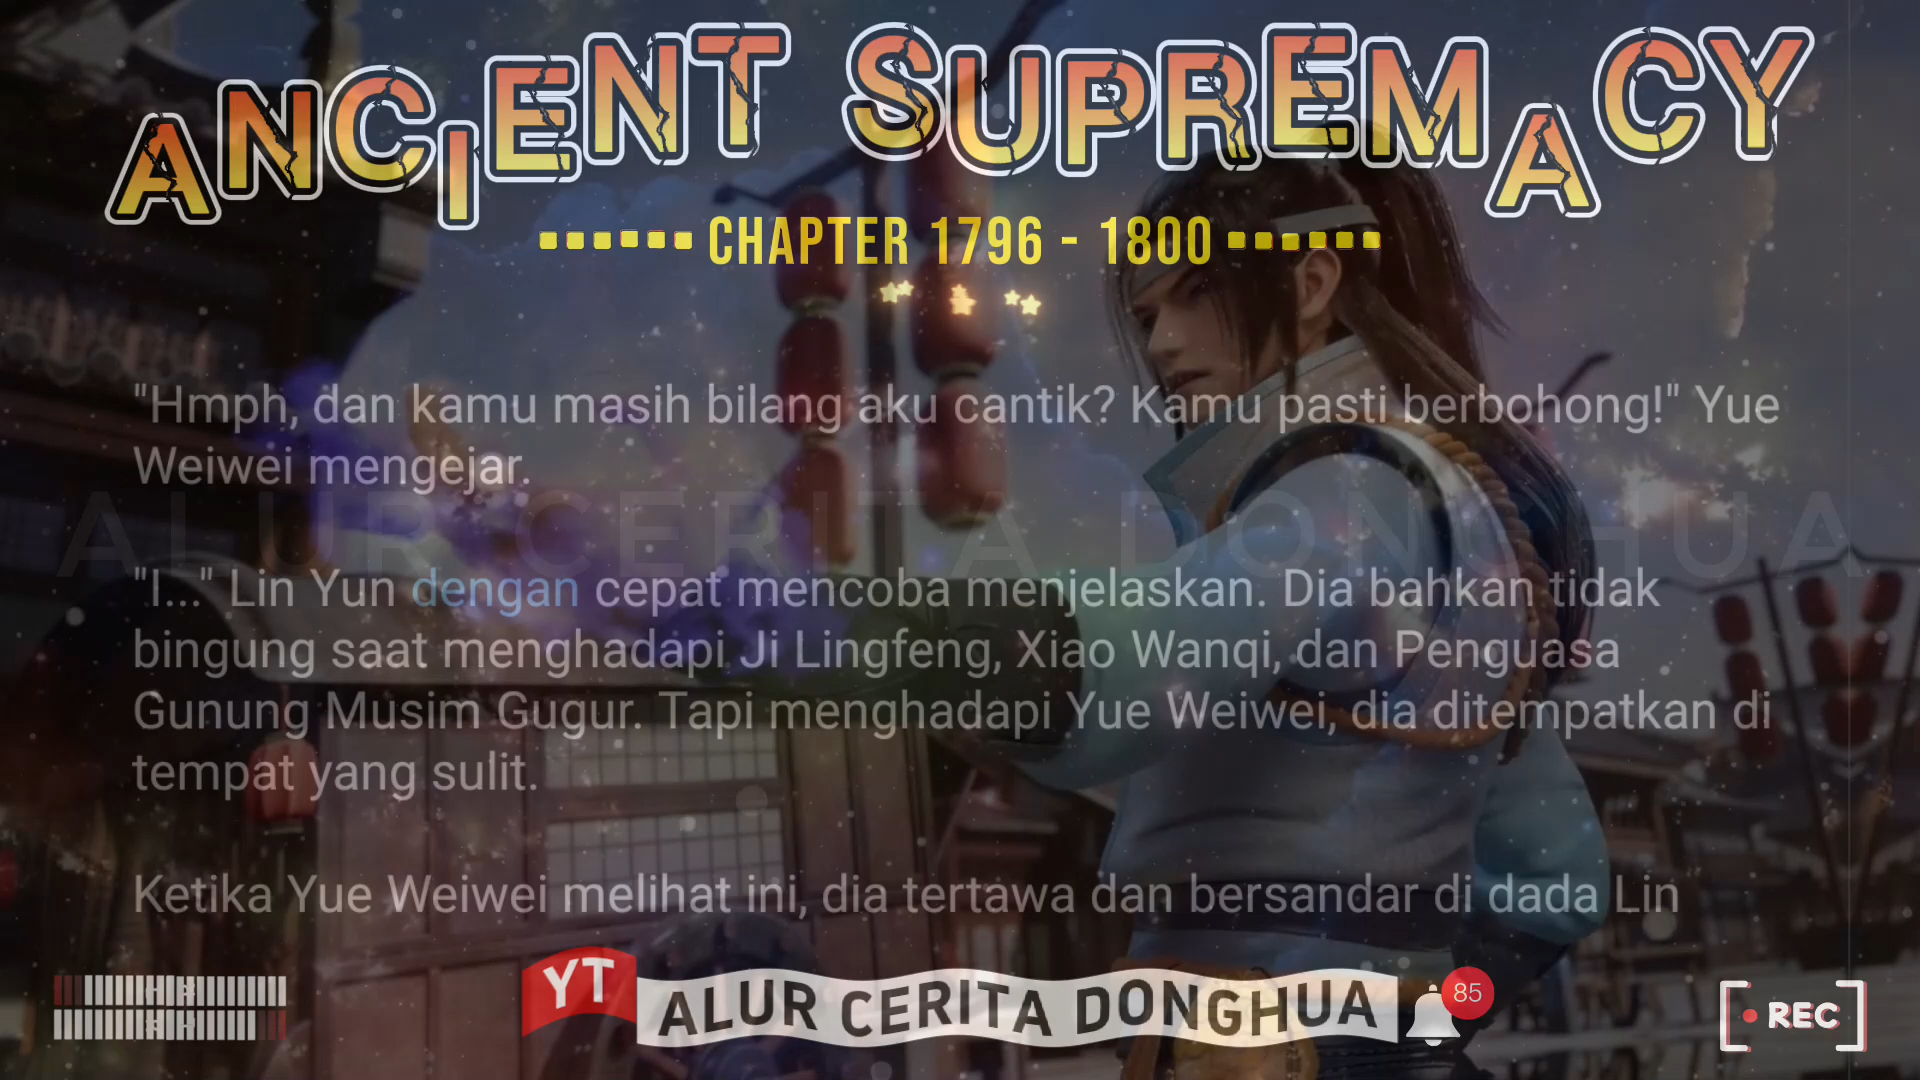 ANCIENT SUPREMACY
CHAPTER 1796 - 1800
"Hmph, dan kamu masih bilang aku cantik? Kamu pasti berbohong!" Yue
Weiwei mengejar.
ALUR CERITA DONGHUA
"I..." Lin Yun dengan cepat mencoba menjelaskan. Dia bahkan tidak
bingung saat menghadapi Ji Lingfeng, Xiao Wanqi, dan Penguasa
Gunung Musim Gugur. Tapi menghadapi Yue Weiwei, dia ditempatkan di
tempat yang sulit.
Ketika Yue Weiwei melihat ini, dia tertawa dan bersandar di dada Lin
YT ALUR CERITA DONGHUA 85
REC